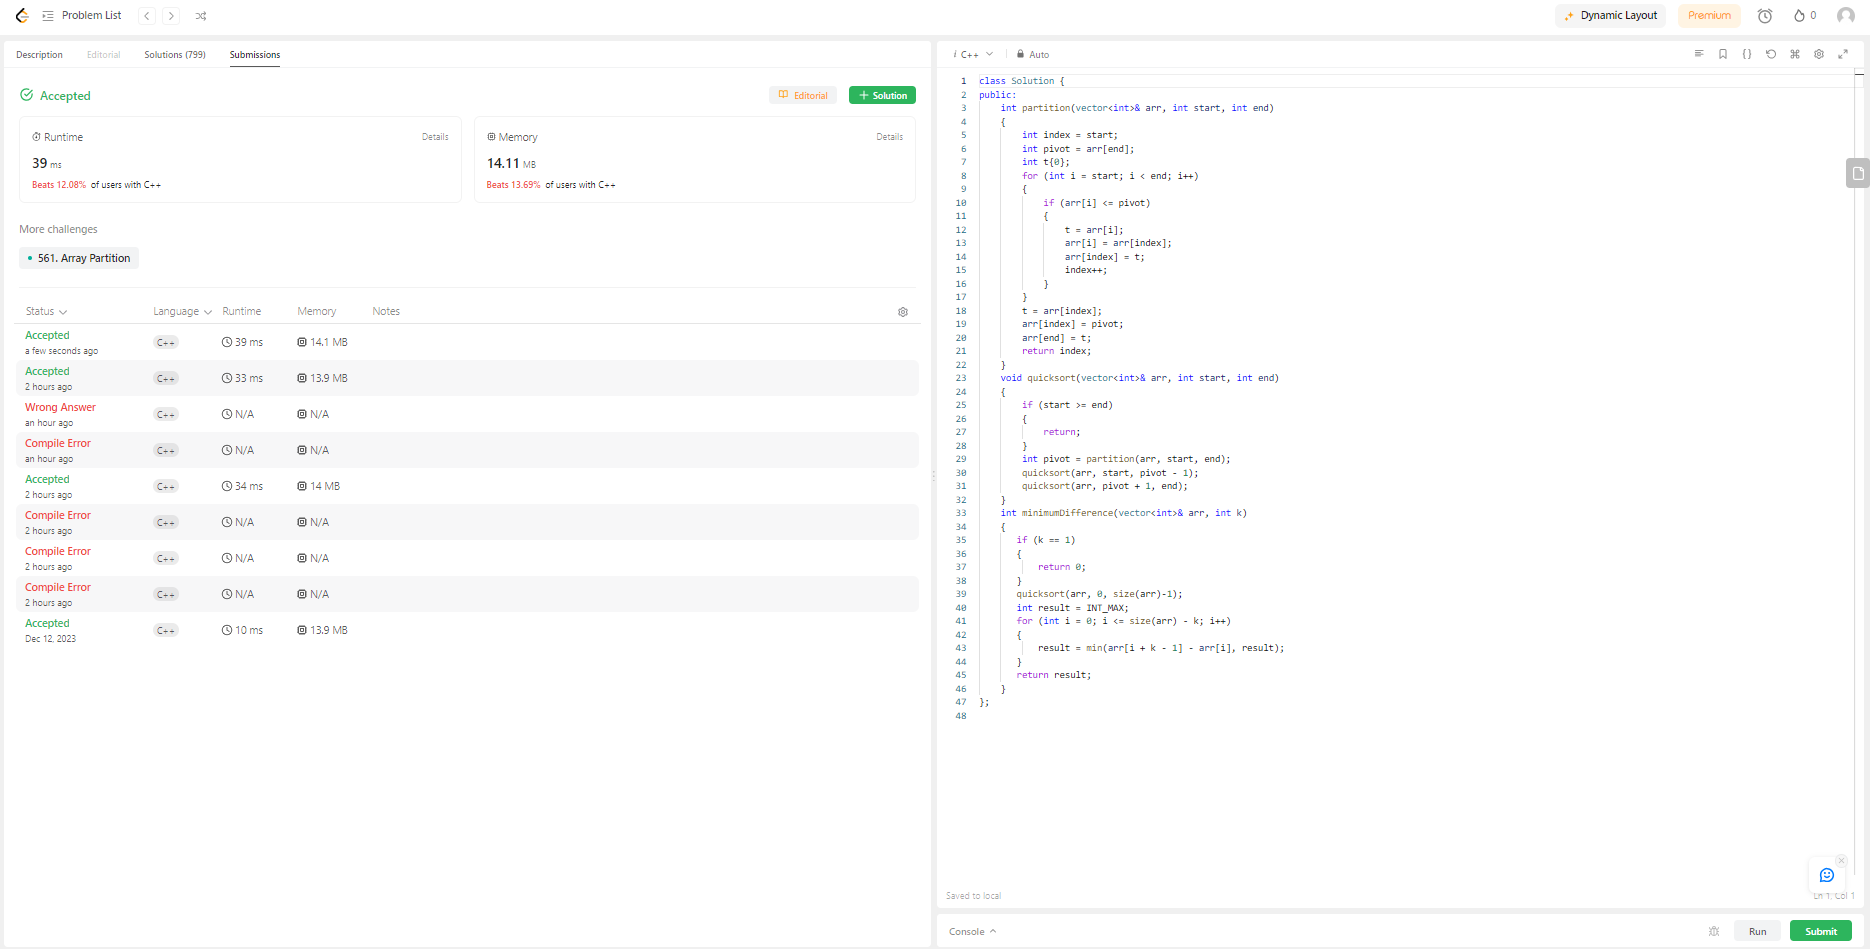 Problem List
Dynamic Layout
Premium
0
Description
Editorial
Solutions (799)
Submissions
Accepted
Editorial
Solution
Runtime
Details
39 ms
Beats 12.08% of users with C++
Memory
Details
14.11 MB
Beats 13.69% of users with C++
More challenges
561. Array Partition
Status Language Runtime Memory Notes
Accepted
a few seconds ago
C++ 39 ms 14.1 MB
Accepted
2 hours ago
C++ 33 ms 13.9 MB
Wrong Answer
an hour ago
C++ N/A N/A
Compile Error
an hour ago
C++ N/A N/A
Accepted
2 hours ago
C++ 34 ms 14 MB
Compile Error
2 hours ago
C++ N/A N/A
Compile Error
2 hours ago
C++ N/A N/A
Compile Error
2 hours ago
C++ N/A N/A
Accepted
Dec 12, 2023
C++ 10 ms 13.9 MB
i C++
Auto
{}
1 class Solution {
2 public:
3 int partition(vector<int>& arr, int start, int end)
4 {
5 int index = start;
6 int pivot = arr[end];
7 int t{0};
8 for (int i = start; i < end; i++)
9 {
10 if (arr[i] <= pivot)
11 {
12 t = arr[i];
13 arr[i] = arr[index];
14 arr[index] = t;
15 index++;
16 }
17 }
18 t = arr[index];
19 arr[index] = pivot;
20 arr[end] = t;
21 return index;
22 }
23 void quicksort(vector<int>& arr, int start, int end)
24 {
25 if (start >= end)
26 {
27 return;
28 }
29 int pivot = partition(arr, start, end);
30 quicksort(arr, start, pivot - 1);
31 quicksort(arr, pivot + 1, end);
32 }
33 int minimumDifference(vector<int>& arr, int k)
34 {
35 if (k == 1)
36 {
37 return 0;
38 }
39 quicksort(arr, 0, size(arr)-1);
40 int result = INT_MAX;
41 for (int i = 0; i <= size(arr) - k; i++)
42 {
43 result = min(arr[i + k - 1] - arr[i], result);
44 }
45 return result;
46 }
47 };
48
Saved to local
Ln 1, Col 1
Console
Run
Submit